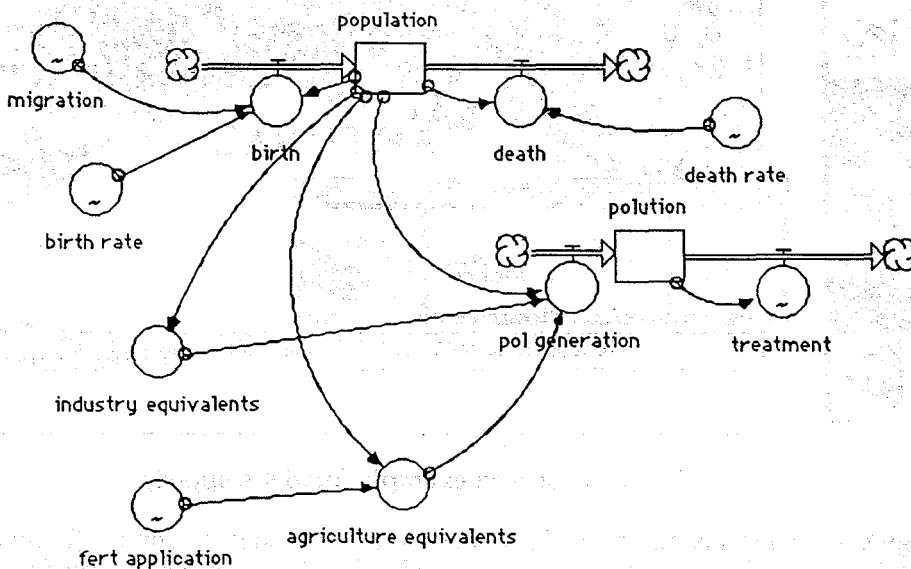 population
migration
birth
death
death rate
birth rate
polution
pol generation
treatment
industry equivalents
agriculture equivalents
fert application